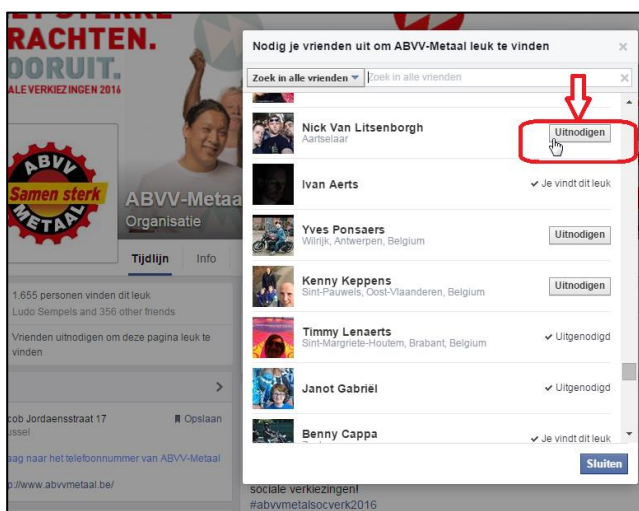 RACHTEN.
OORUIT.
ALE VERKIEZINGEN 2016
ABVV
Samen sterk
METAAL
ABVV-Metaa
Organisatie
Tijdlijn Info
1.655 personen vinden dit leuk
Ludo Sempels and 356 other friends
Vrienden uitnodigen om deze pagina leuk te
vinden
cob Jordaensstraat 17 Opslaan
ussel
aag naar het telefoonnummer van ABVV-Metaal
p://www.abvvmetaal.be/
Nodig je vrienden uit om ABVV-Metaal leuk te vinden
Zoek in alle vrienden Zoek in alle vrienden
Nick Van Litsenborgh
Aartselaar
Uitnodigen
Ivan Aerts
Je vindt dit leuk
Yves Ponsaers
Wilrijk, Antwerpen, Belgium
Uitnodigen
Kenny Keppens
Sint-Pauwels, Oost-Vlaanderen, Belgium
Uitnodigen
Timmy Lenaerts
Sint-Margriete-Houtem, Brabant, Belgium
Uitgenodigd
Janot Gabriël
Uitgenodigd
Benny Cappa
Je vindt dit leuk
Sluiten
sociale verkiezingen!
#abvvmetalsocverk2016